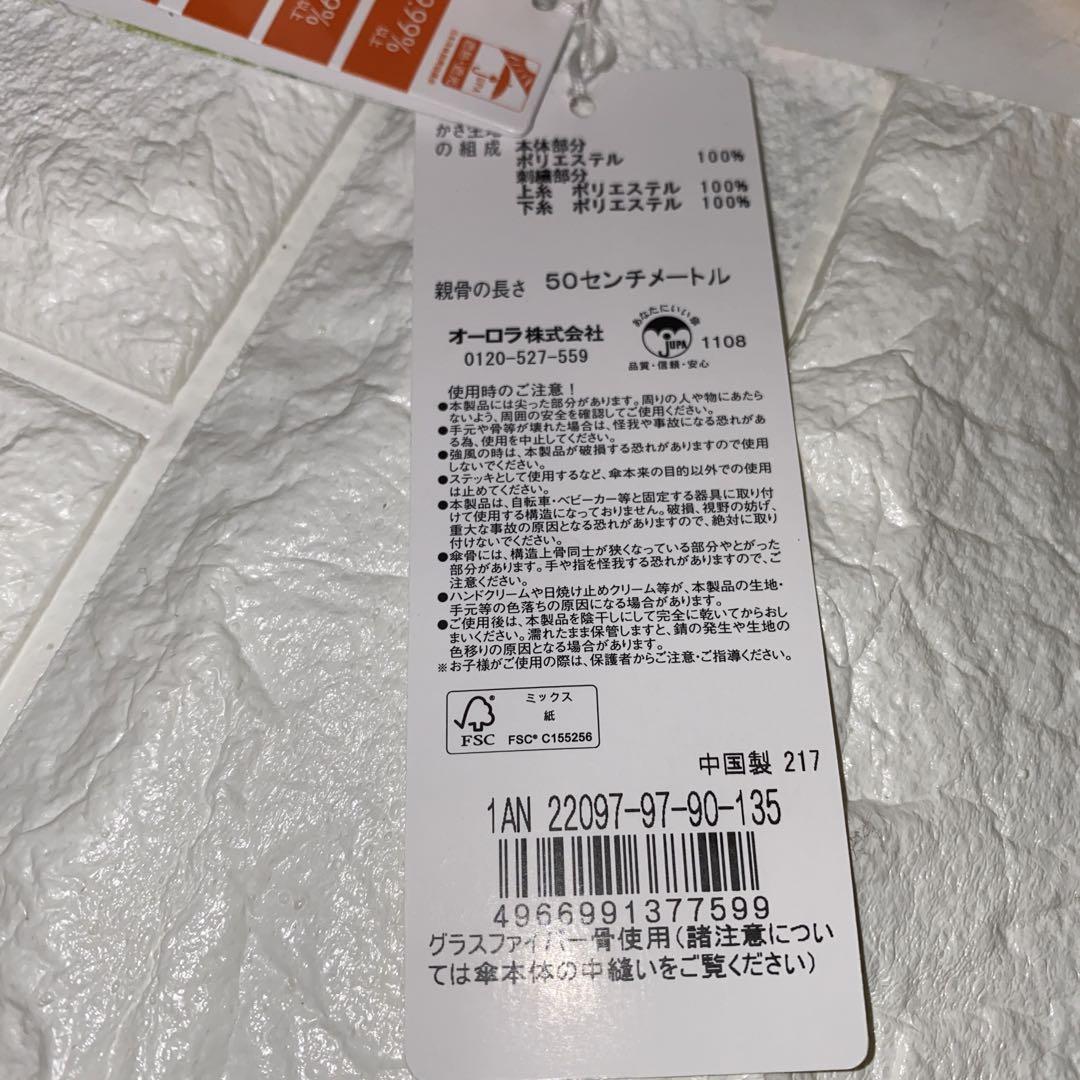 .99%
以上
99%
以上
%
以上
遮熱・遮光
JUPA
かさ生地
の組成
本体部分
ポリエステル 100%
刺繍部分
上糸 ポリエステル 100%
下糸 ポリエステル 100%
親骨の長さ 50センチメートル
オーロラ株式会社
0120-527-559
あなたにいい傘
JUPA
1108
品質・信頼・安心
使用時のご注意!
●本製品には尖った部分があります。周りの人や物にあたら
ないよう、周囲の安全を確認してご使用ください。
●手元や骨等が壊れた場合は、怪我や事故になる恐れがあ
る為、使用を中止してください。
●強風の時は、本製品が破損する恐れがありますので使用
しないでください。
●ステッキとして使用するなど、傘本来の目的以外での使用
は止めてください。
●本製品は、自転車・ベビーカー等と固定する器具に取り付
けて使用する構造になっておりません。破損、視野の妨げ、
重大な事故の原因となる恐れがありますので、絶対に取り
付けないでください。
●傘骨には、構造上骨同士が狭くなっている部分やとがった
部分があります。手や指を怪我する恐れがありますので、ご
注意ください。
●ハンドクリームや日焼け止めクリーム等が、本製品の生地・
手元等の色落ちの原因になる場合があります。
●ご使用後は、本製品を陰干しにして完全に乾いてからおし
まいください。濡れたまま保管しますと、錆の発生や生地の
色移りの原因となる場合があります。
※お子様がご使用の際は、保護者からご注意・ご指導ください。
FSC
ミックス
紙
FSC® C155256
中国製 217
1AN 22097-97-90-135
4966991377599
グラスファイバー骨使用(諸注意につい
ては傘本体の中縫いをご覧ください)